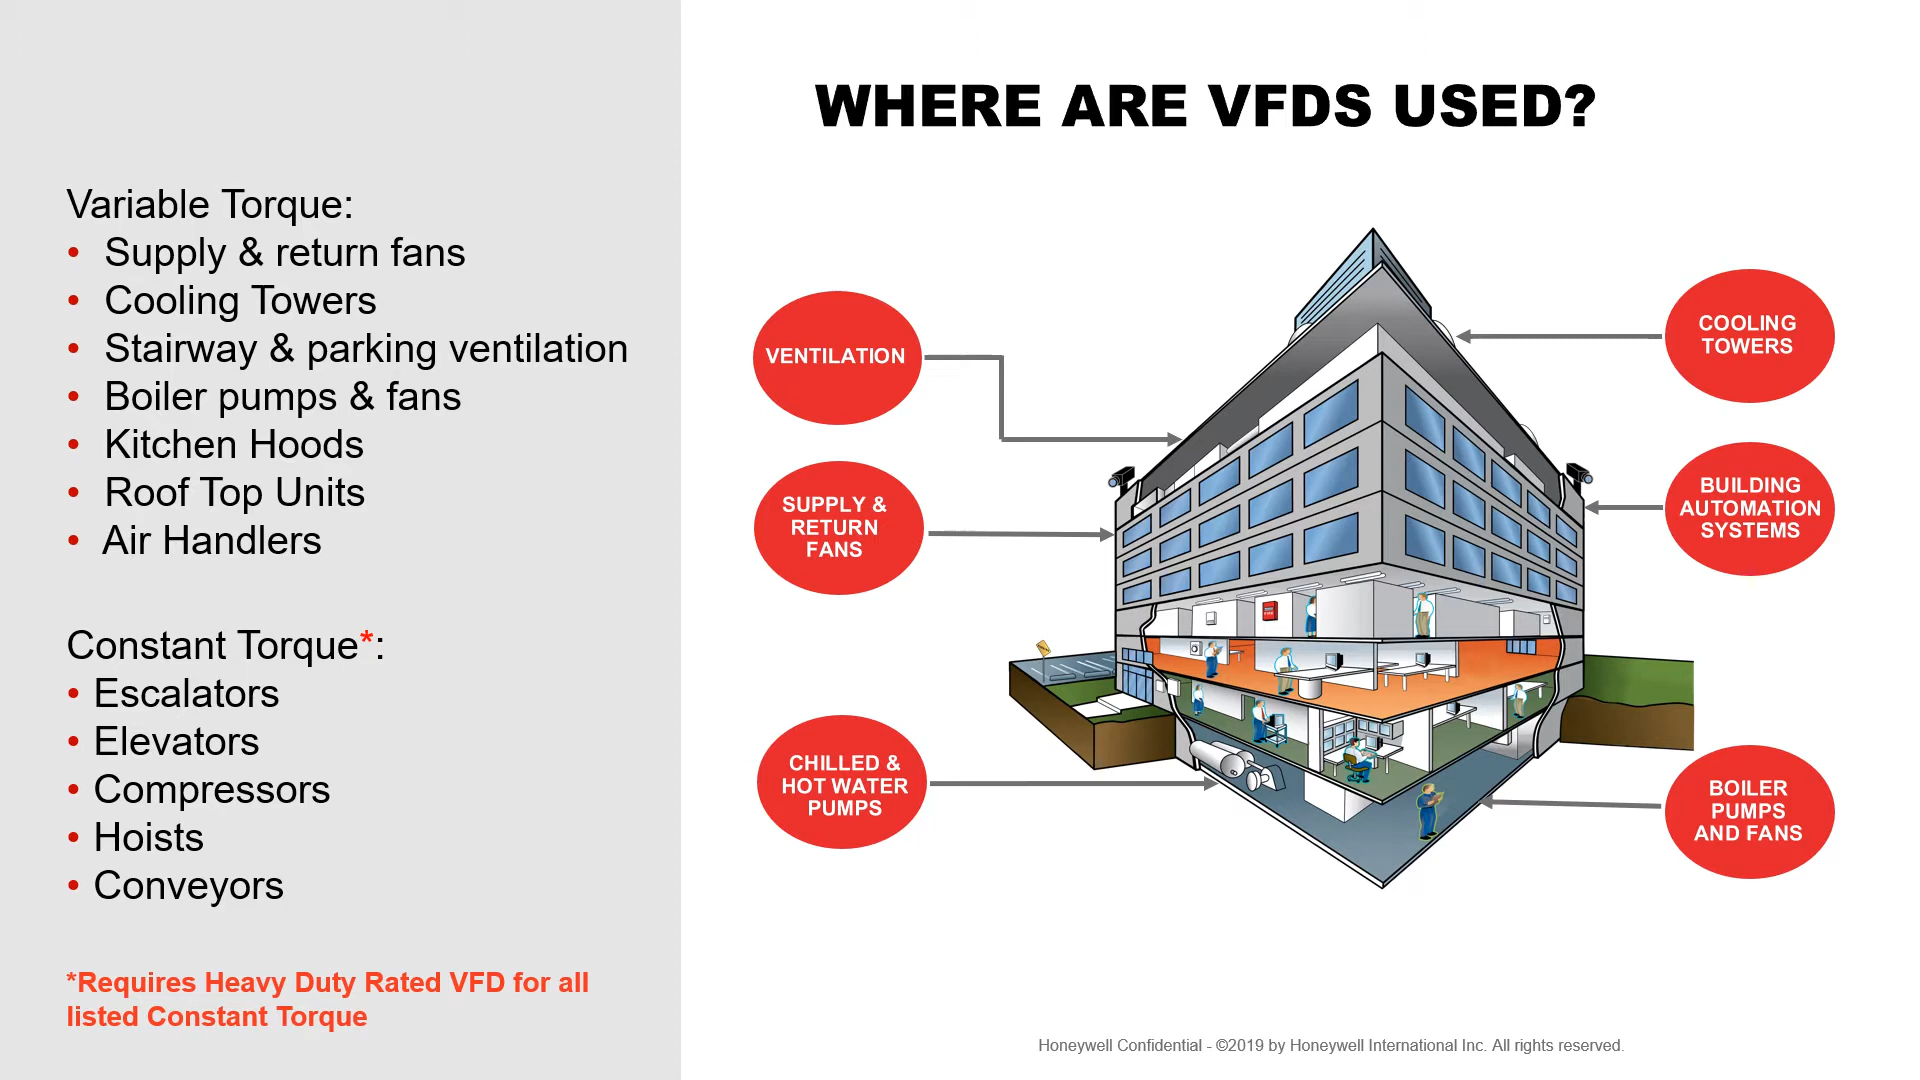 WHERE ARE VFDS USED?
Variable Torque:
• Supply & return fans
• Cooling Towers
• Stairway & parking ventilation
• Boiler pumps & fans
• Kitchen Hoods
• Roof Top Units
• Air Handlers
Constant Torque*:
• Escalators
• Elevators
• Compressors
• Hoists
• Conveyors
*Requires Heavy Duty Rated VFD for all
listed Constant Torque
VENTILATION
SUPPLY &
RETURN
FANS
CHILLED &
HOT WATER
PUMPS
COOLING
TOWERS
BUILDING
AUTOMATION
SYSTEMS
BOILER
PUMPS
AND FANS
FIRE
Honeywell Confidential - ©2019 by Honeywell International Inc. All rights reserved.